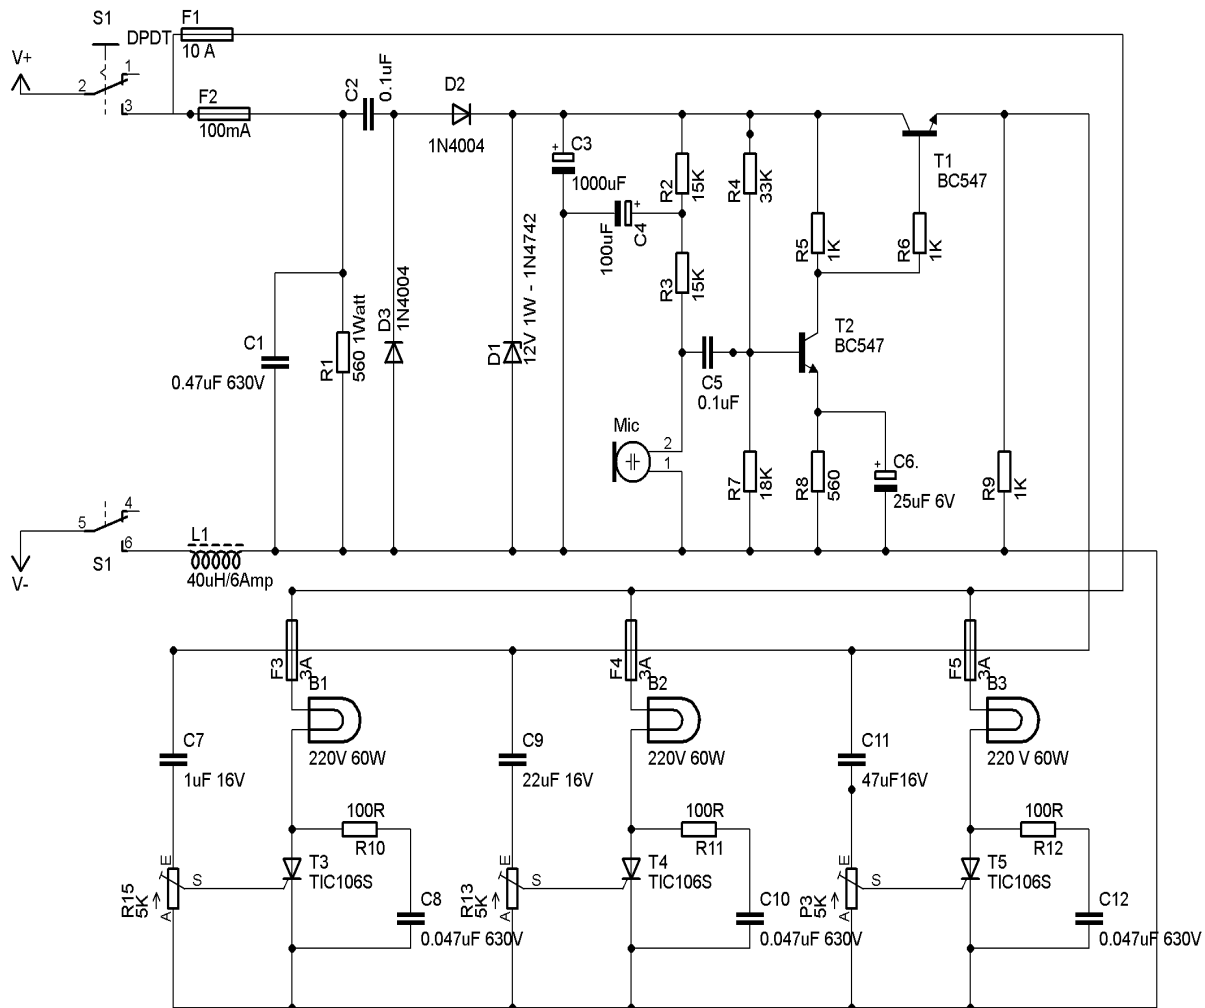 S1
F1
DPDT
10 A
V+
1
2
3
F2
100mA
C2
0.1uF
D2
1N4004
C3
1000uF
R2
15K
R4
33K
T1
BC547
100uF
C4
R5
1K
R6
1K
R3
15K
D3
1N4004
D1
12V 1W - 1N4742
C1
0.47uF 630V
R1
560 1Watt
T2
BC547
C5
0.1uF
Mic
2
1
R7
18K
R8
560
C6.
25uF 6V
R9
1K
4
5
6
S1
V-
L1
40uH/6Amp
F3
3A
F4
3A
F5
3A
B1
220V 60W
B2
220V 60W
B3
220 V 60W
C7
1uF 16V
C9
22uF 16V
C11
47uF16V
100R
R10
100R
R11
100R
R12
E
S
A
R15
5K
T3
TIC106S
C8
0.047uF 630V
E
S
A
R13
5K
T4
TIC106S
C10
0.047uF 630V
E
S
A
P3
5K
T5
TIC106S
C12
0.047uF 630V